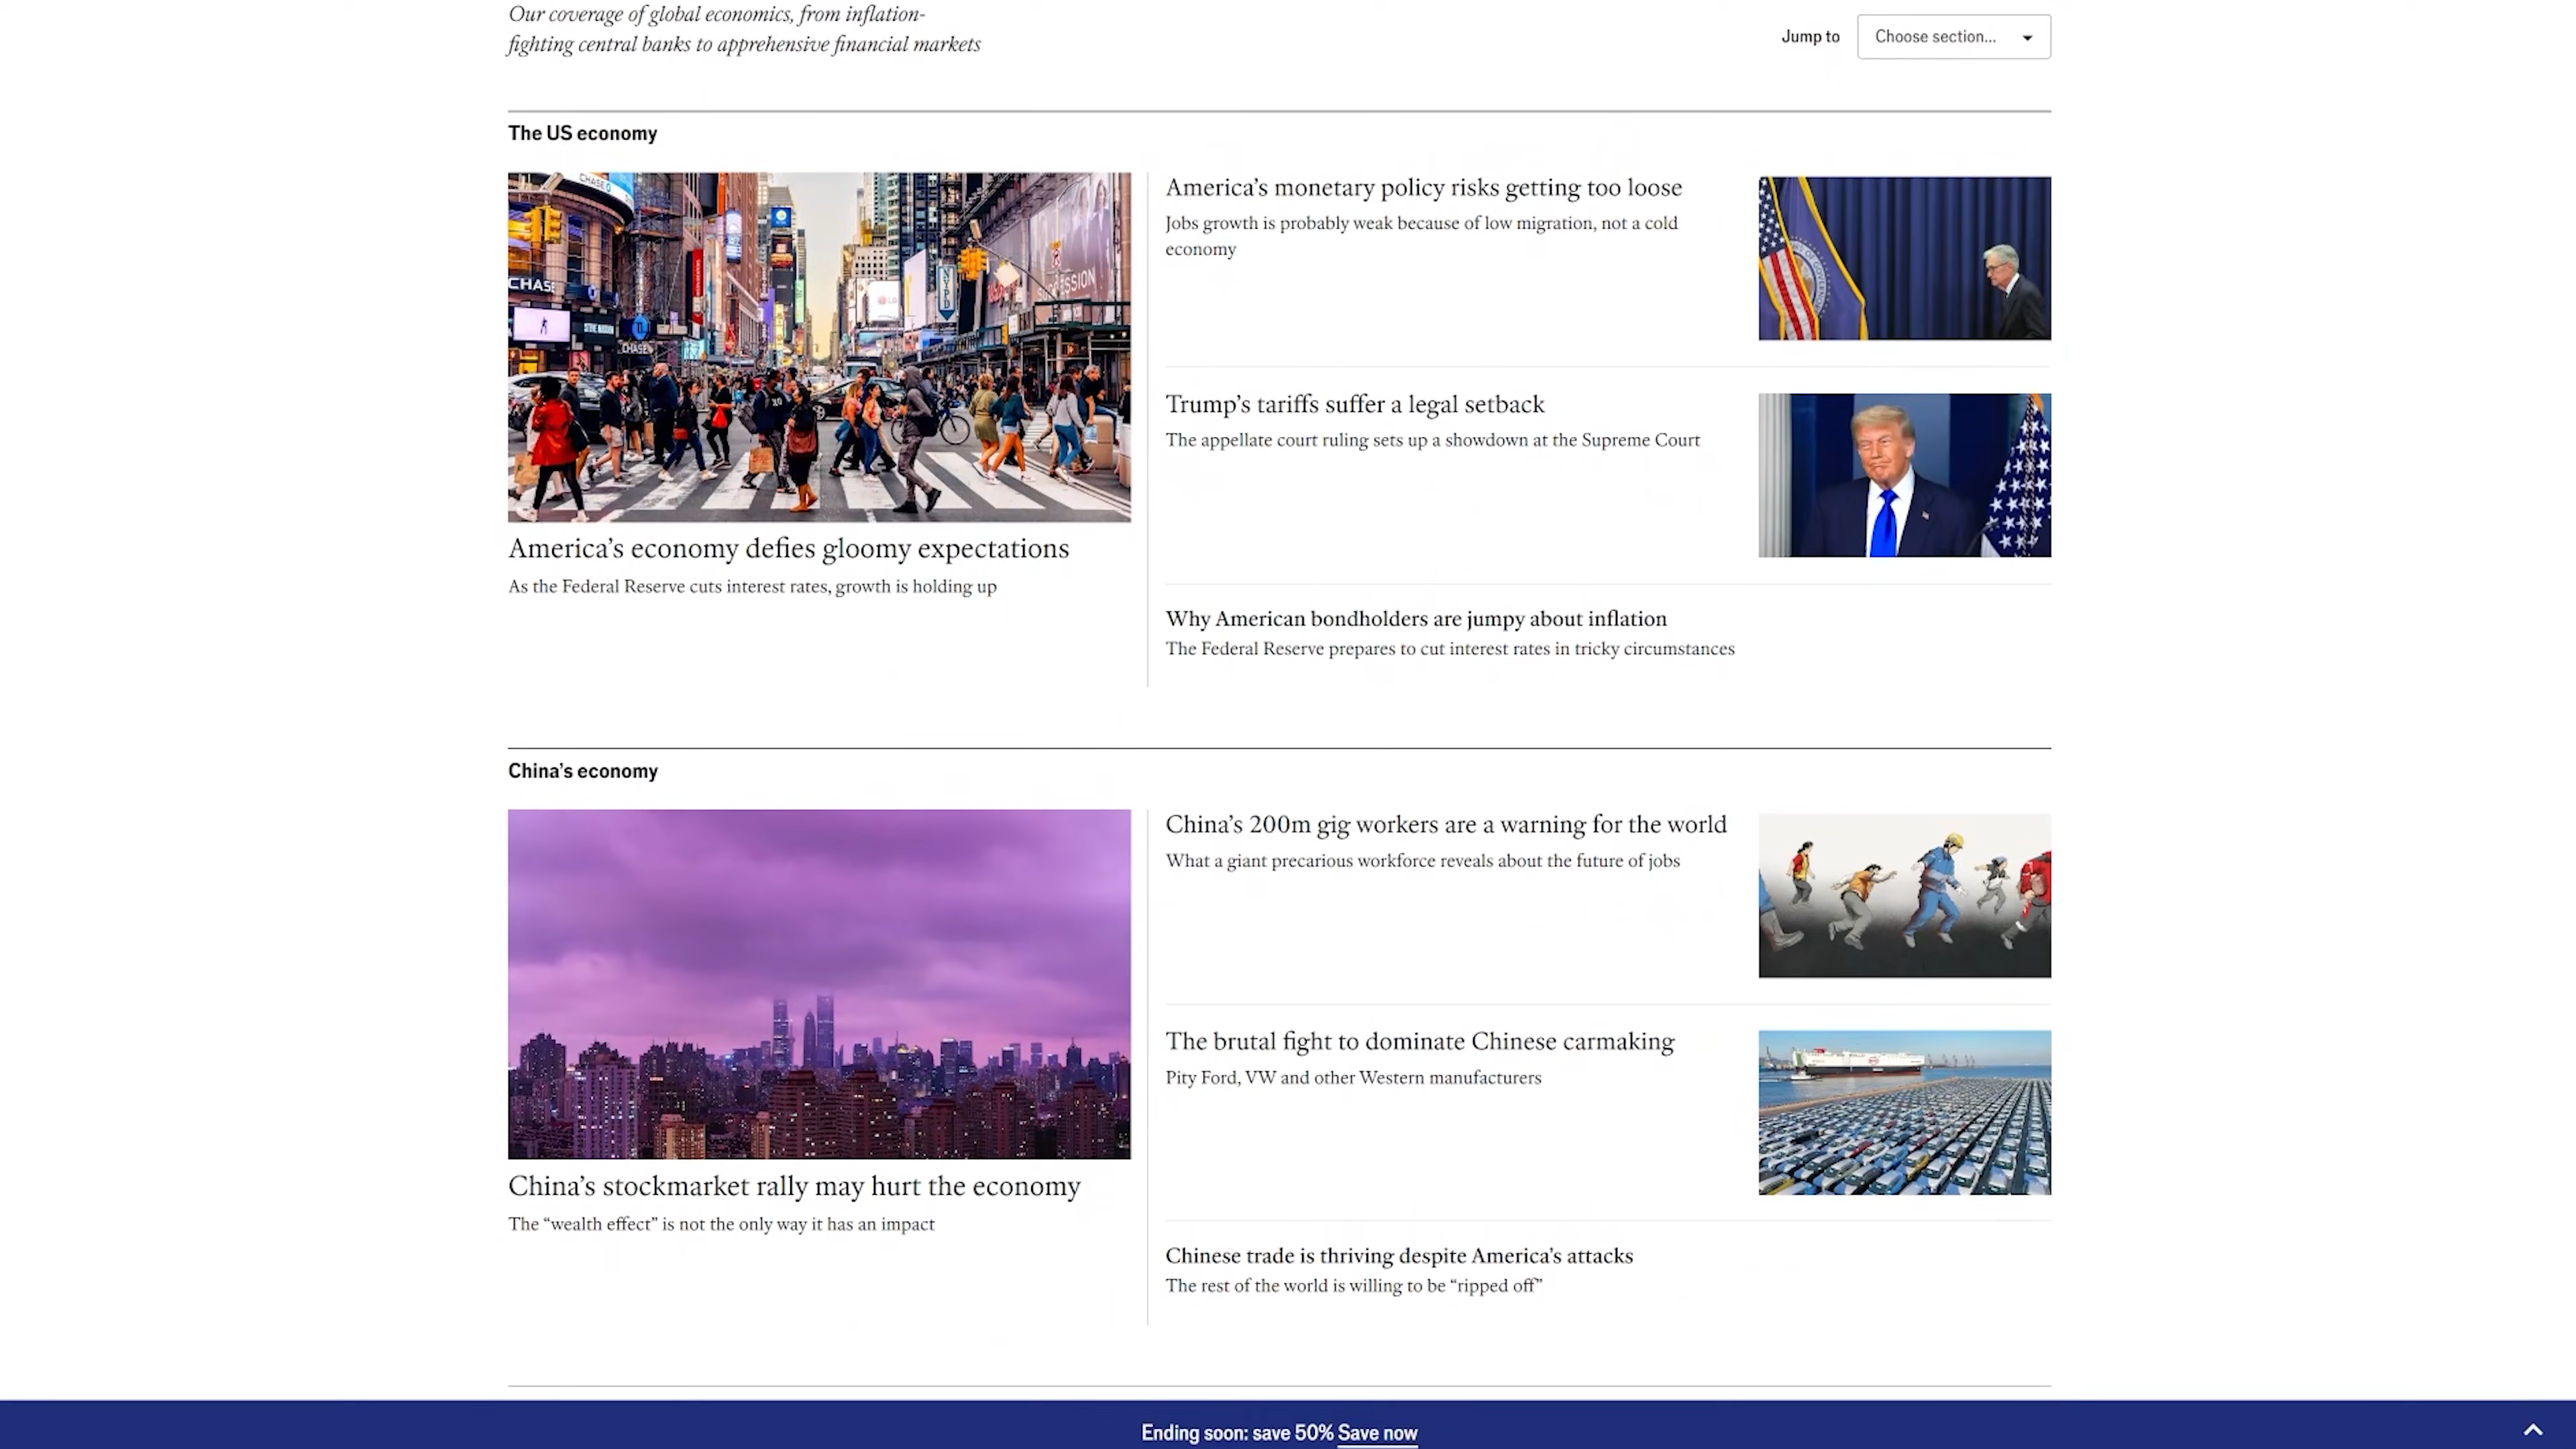 Our coverage of global economics, from inflation-
fighting central banks to apprehensive financial markets
Jump to
Choose section...
The US economy
CHASE
CHASE
CHASE
NYPD
America’s economy defies gloomy expectations
As the Federal Reserve cuts interest rates, growth is holding up
America’s monetary policy risks getting too loose
Jobs growth is probably weak because of low migration, not a cold
economy
Trump’s tariffs suffer a legal setback
The appellate court ruling sets up a showdown at the Supreme Court
Why American bondholders are jumpy about inflation
The Federal Reserve prepares to cut interest rates in tricky circumstances
China’s economy
China’s stockmarket rally may hurt the economy
The “wealth effect” is not the only way it has an impact
China’s 200m gig workers are a warning for the world
What a giant precarious workforce reveals about the future of jobs
The brutal fight to dominate Chinese carmaking
Pity Ford, VW and other Western manufacturers
Chinese trade is thriving despite America’s attacks
The rest of the world is willing to be “ripped off”
Ending soon: save 50% Save now